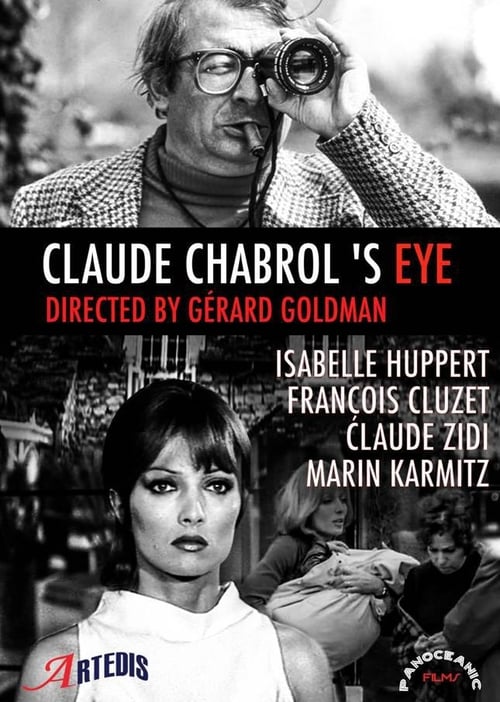 CLAUDE CHABROL 'S EYE
DIRECTED BY GÉRARD GOLDMAN
ISABELLE HUPPERT
FRANÇOIS CLUZET
CLAUDE ZIDI
MARIN KARMITZ
ARTEDIS
PANOCEANIC
FILMS